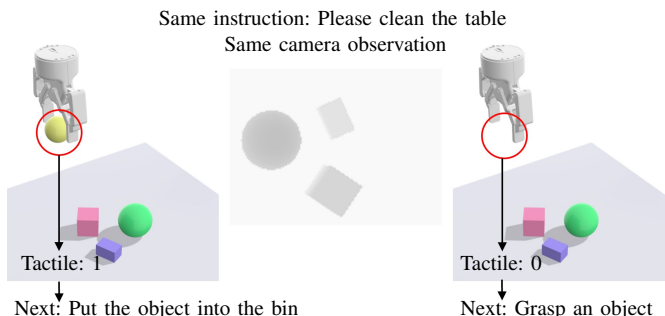 Same instruction: Please clean the table
Same camera observation
Tactile: 1
Tactile: 0
Next: Put the object into the bin
Next: Grasp an object